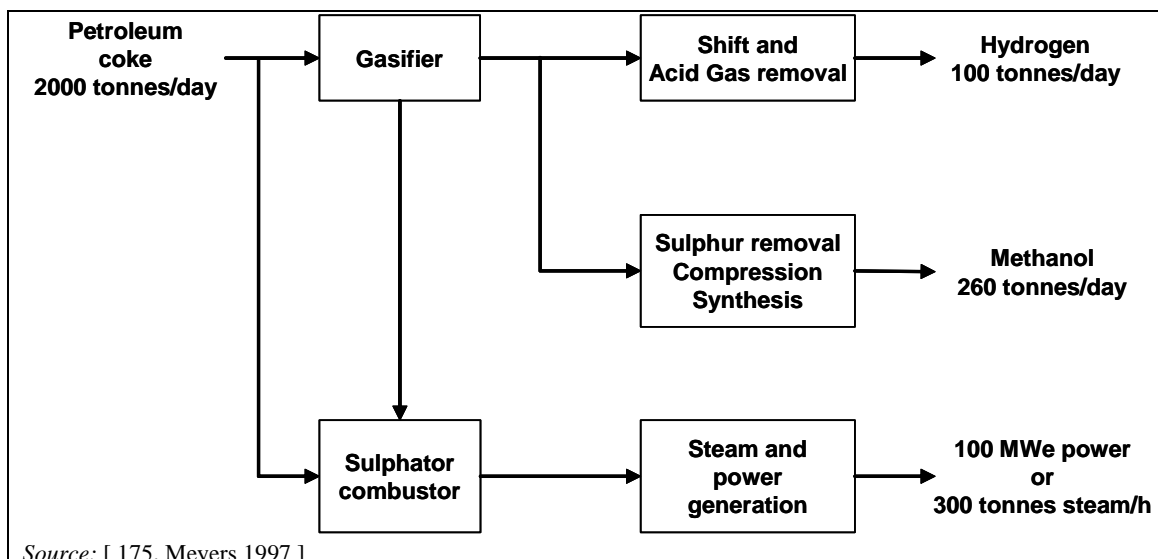 Petroleum
coke
2000 tonnes/day
Gasifier
Shift and
Acid Gas removal
Hydrogen
100 tonnes/day
Sulphur removal
Compression
Synthesis
Methanol
260 tonnes/day
Sulphator
combustor
Steam and
power
generation
100 MWe power
or
300 tonnes steam/h
Source: [ 175, Meyers 1997 ]